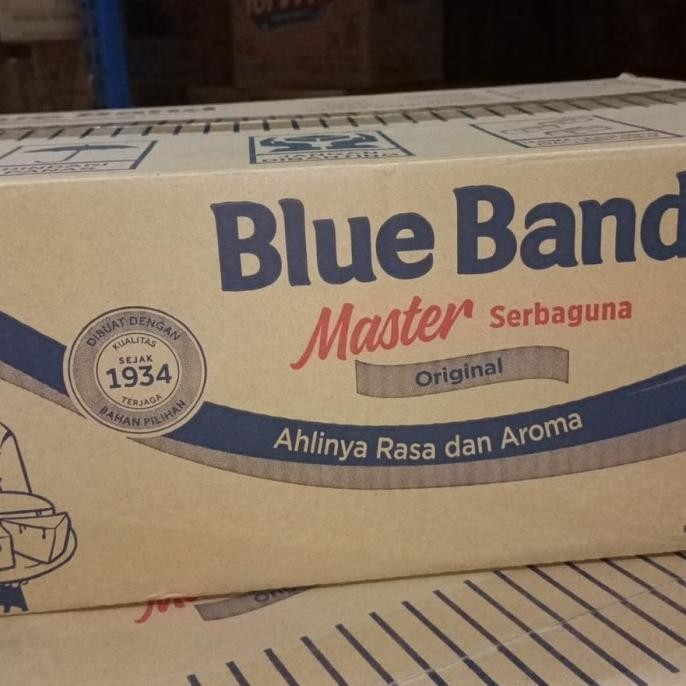 Blue Band
Master Serbaguna
Original
DIBUAT DENGAN
KUALITAS
SEJAK
1934
TERJAGA
BAHAN PILIHAN
Ahlinya Rasa dan Aroma